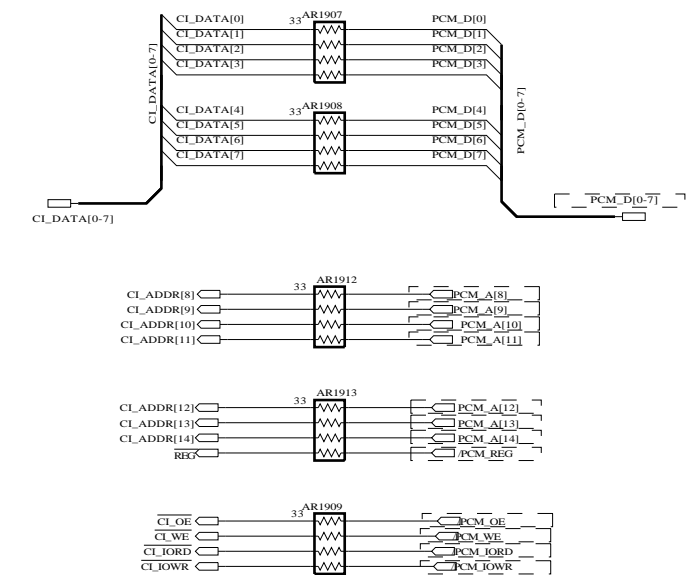 CI_DATA[0] 33 AR1907 PCM_D[0]
CI_DATA[1] PCM_D[1]
CI_DATA[2] PCM_D[2]
CI_DATA[3] PCM_D[3]
CI_DATA[0-7]
PCM_D[0-7]
CI_DATA[4] 33 AR1908 PCM_D[4]
CI_DATA[5] PCM_D[5]
CI_DATA[6] PCM_D[6]
CI_DATA[7] PCM_D[7]
PCM_D[0-7]
CI_DATA[0-7]
33 AR1912
CI_ADDR[8] PCM_A[8]
CI_ADDR[9] PCM_A[9]
CI_ADDR[10] PCM_A[10]
CI_ADDR[11] PCM_A[11]
33 AR1913
CI_ADDR[12] PCM_A[12]
CI_ADDR[13] PCM_A[13]
CI_ADDR[14] PCM_A[14]
REG /PCM_REG
33 AR1909
CI_OE /PCM_OE
CI_WE /PCM_WE
CI_IORD /PCM_IORD
CI_IOWR /PCM_IOWR